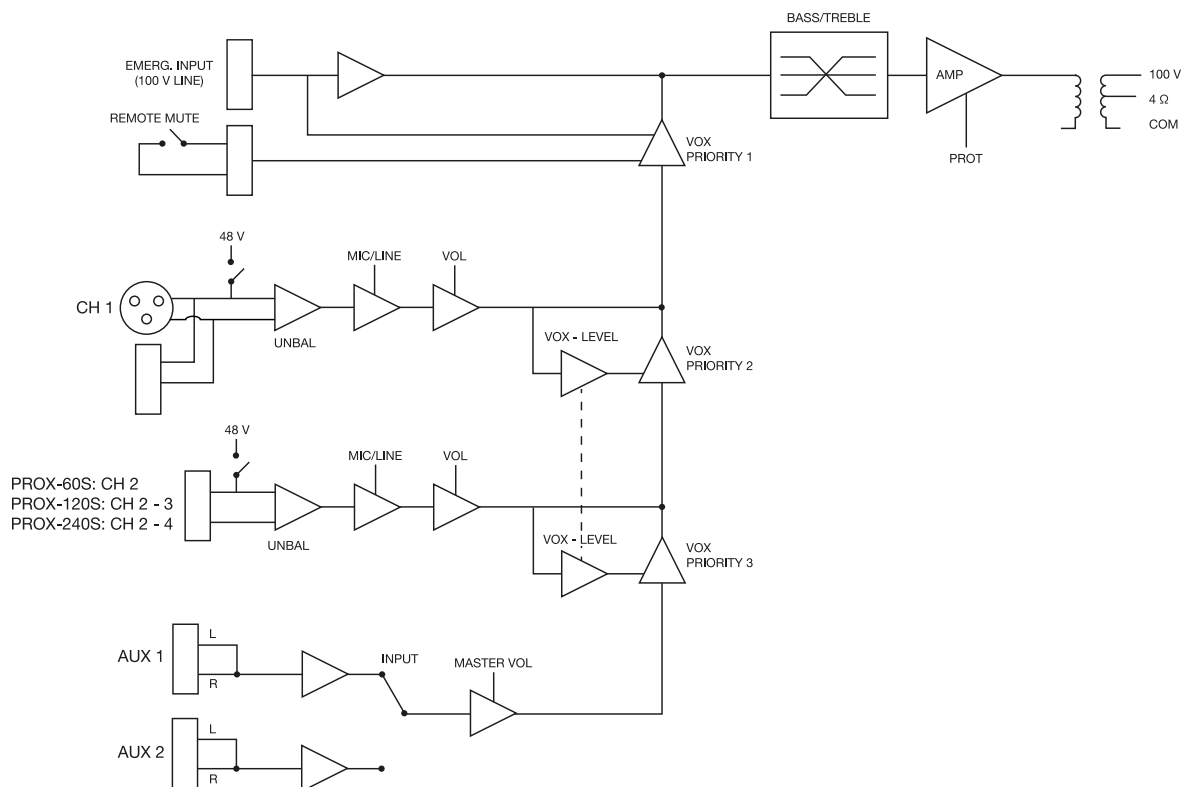 BASS/TREBLE
EMERG. INPUT
(100 V LINE)
AMP
100 V
4 Ω
COM
REMOTE MUTE
VOX
PRIORITY 1
PROT
48 V
MIC/LINE
VOL
CH 1
UNBAL
VOX - LEVEL
VOX
PRIORITY 2
48 V
MIC/LINE
VOL
PROX-60S: CH 2
PROX-120S: CH 2 - 3
PROX-240S: CH 2 - 4
UNBAL
VOX - LEVEL
VOX
PRIORITY 3
L
AUX 1
R
INPUT
MASTER VOL
L
AUX 2
R